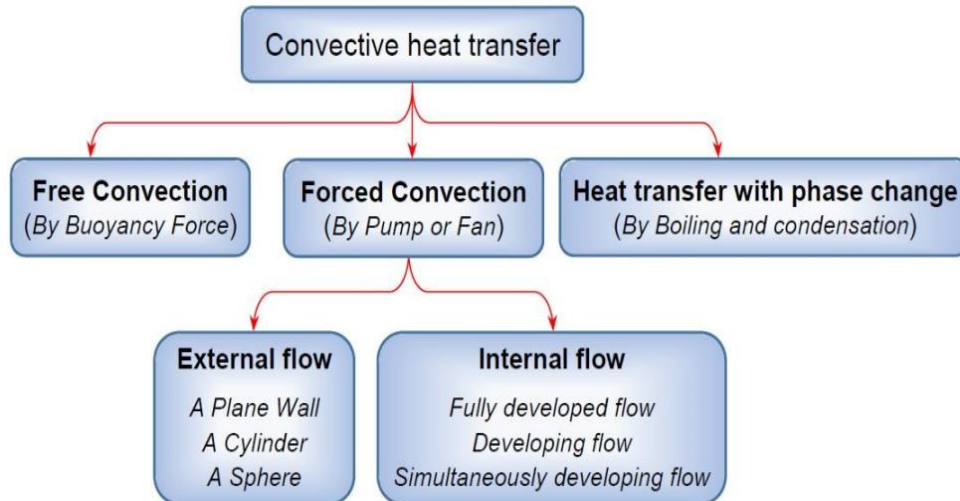 Convective heat transfer
Free Convection
(By Buoyancy Force)
Forced Convection
(By Pump or Fan)
Heat transfer with phase change
(By Boiling and condensation)
External flow
A Plane Wall
A Cylinder
A Sphere
Internal flow
Fully developed flow
Developing flow
Simultaneously developing flow